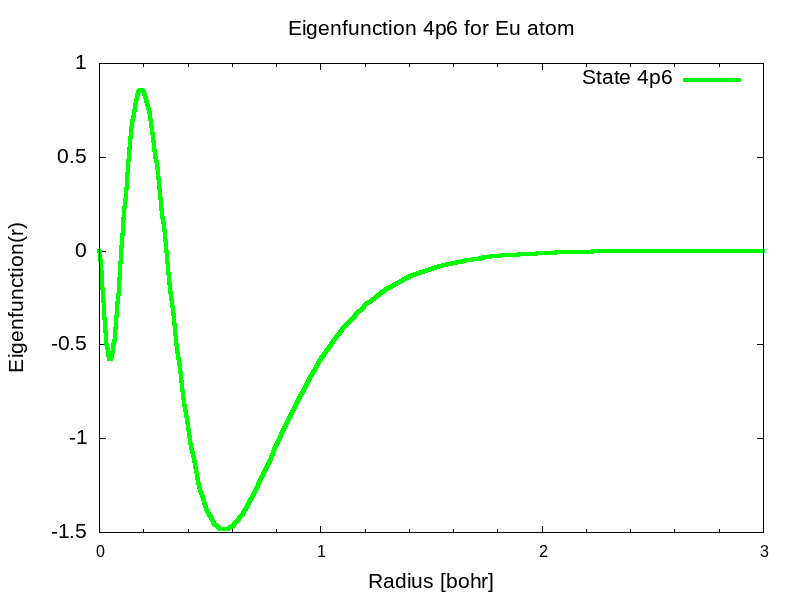 Eigenfunction 4p6 for Eu atom
State 4p6
1
0.5
0
-0.5
-1
-1.5
Eigenfunction(r)
0 1 2 3
Radius [bohr]